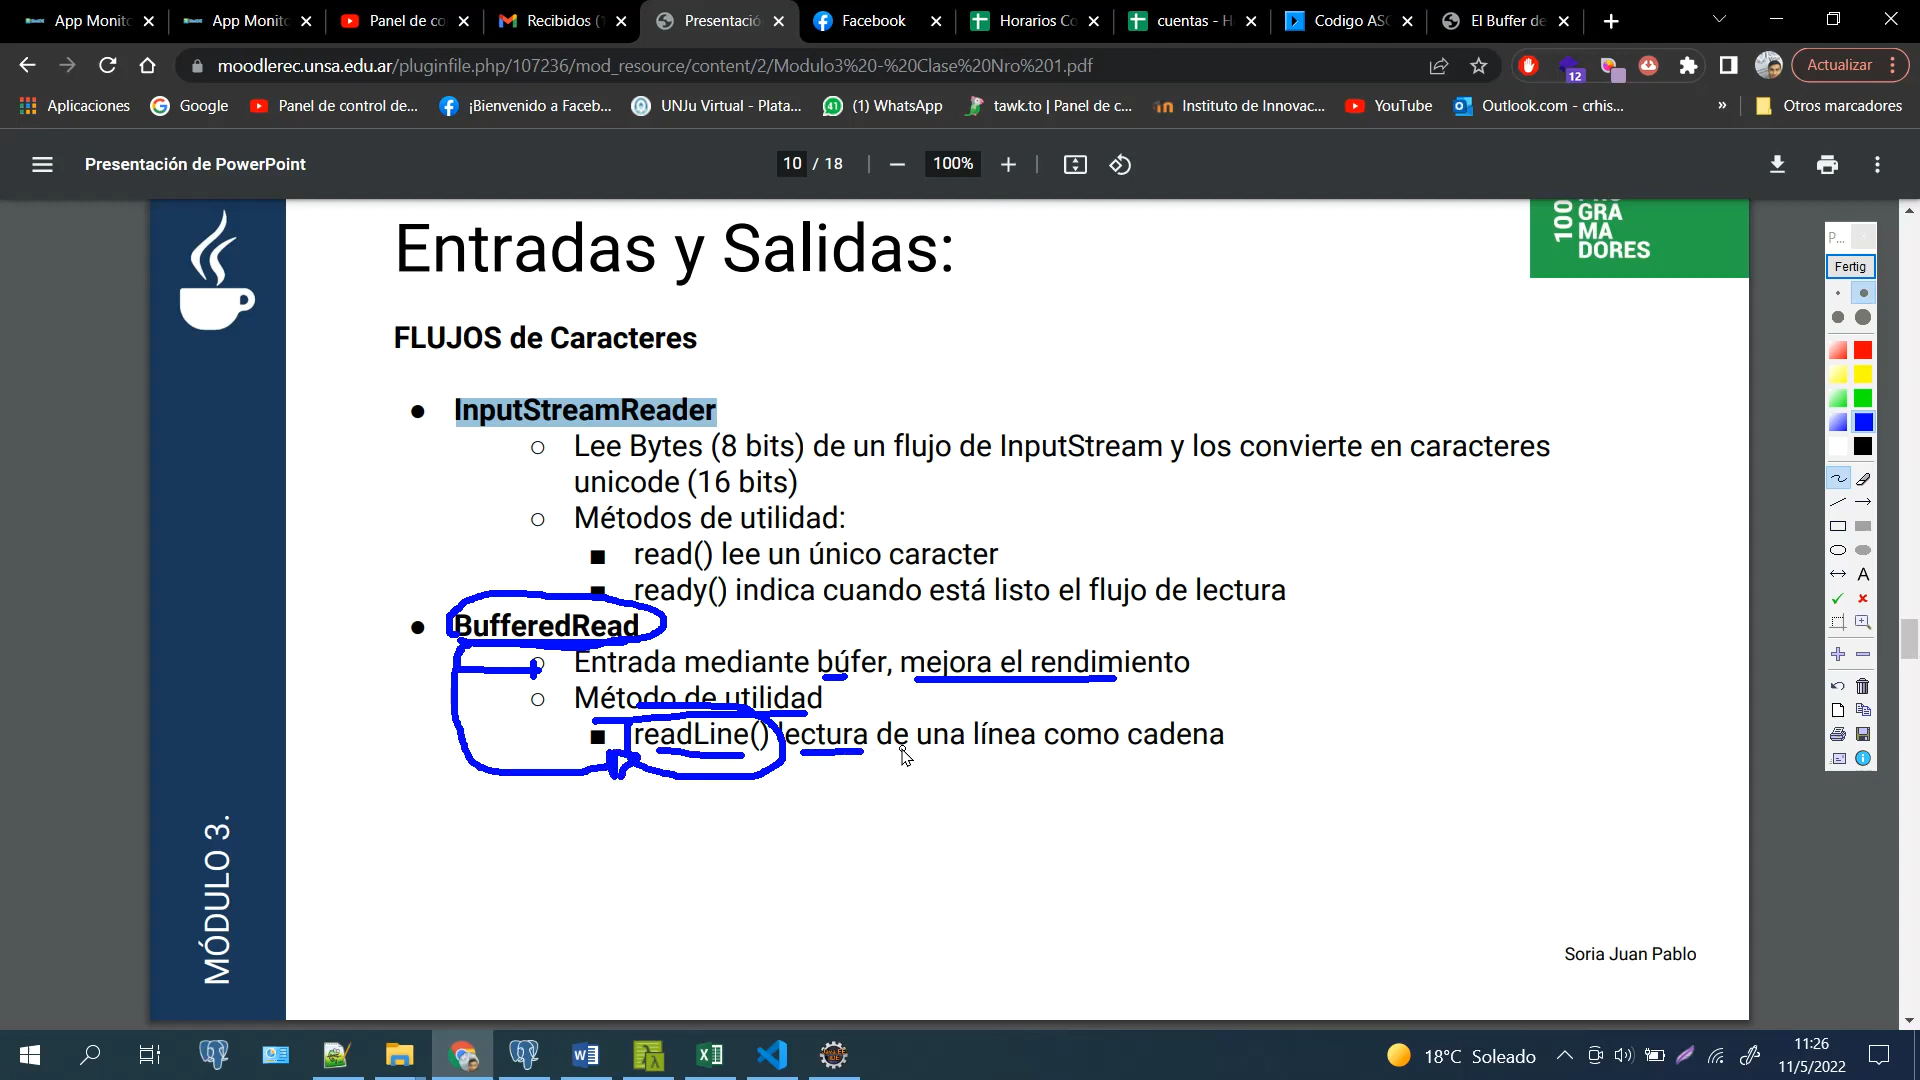 App Monito
App Monito
Panel de co
Recibidos (1
Presentació
Facebook
Horarios Co
cuentas - H
Codigo ASC
El Buffer de
moodlerec.unsa.edu.ar/pluginfile.php/107236/mod_resource/content/2/Modulo3%20-%20Clase%20Nro%201.pdf
12
Actualizar
Aplicaciones
Google
Panel de control de...
¡Bienvenido a Faceb...
UNJu Virtual - Plata...
41
(2) WhatsApp
tawk.to | Panel de c...
Instituto de Innovac...
YouTube
Outlook.com - crhis...
»
Otros marcadores
Presentación de PowerPoint
10 / 18
100%
Entradas y Salidas:
100
GRA
MA
DORES
FLUJOS de Caracteres
InputStreamReader
Lee Bytes (8 bits) de un flujo de InputStream y los convierte en caracteres
unicode (16 bits)
Métodos de utilidad:
read() lee un único caracter
ready() indica cuando está listo el flujo de lectura
BufferedRead
Entrada mediante búfer, mejora el rendimiento
Método de utilidad
readLine() lectura de una línea como cadena
MÓDULO 3.
Soria Juan Pablo
P...
Fertig
A
18°C Soleado
11:26
11/5/2022